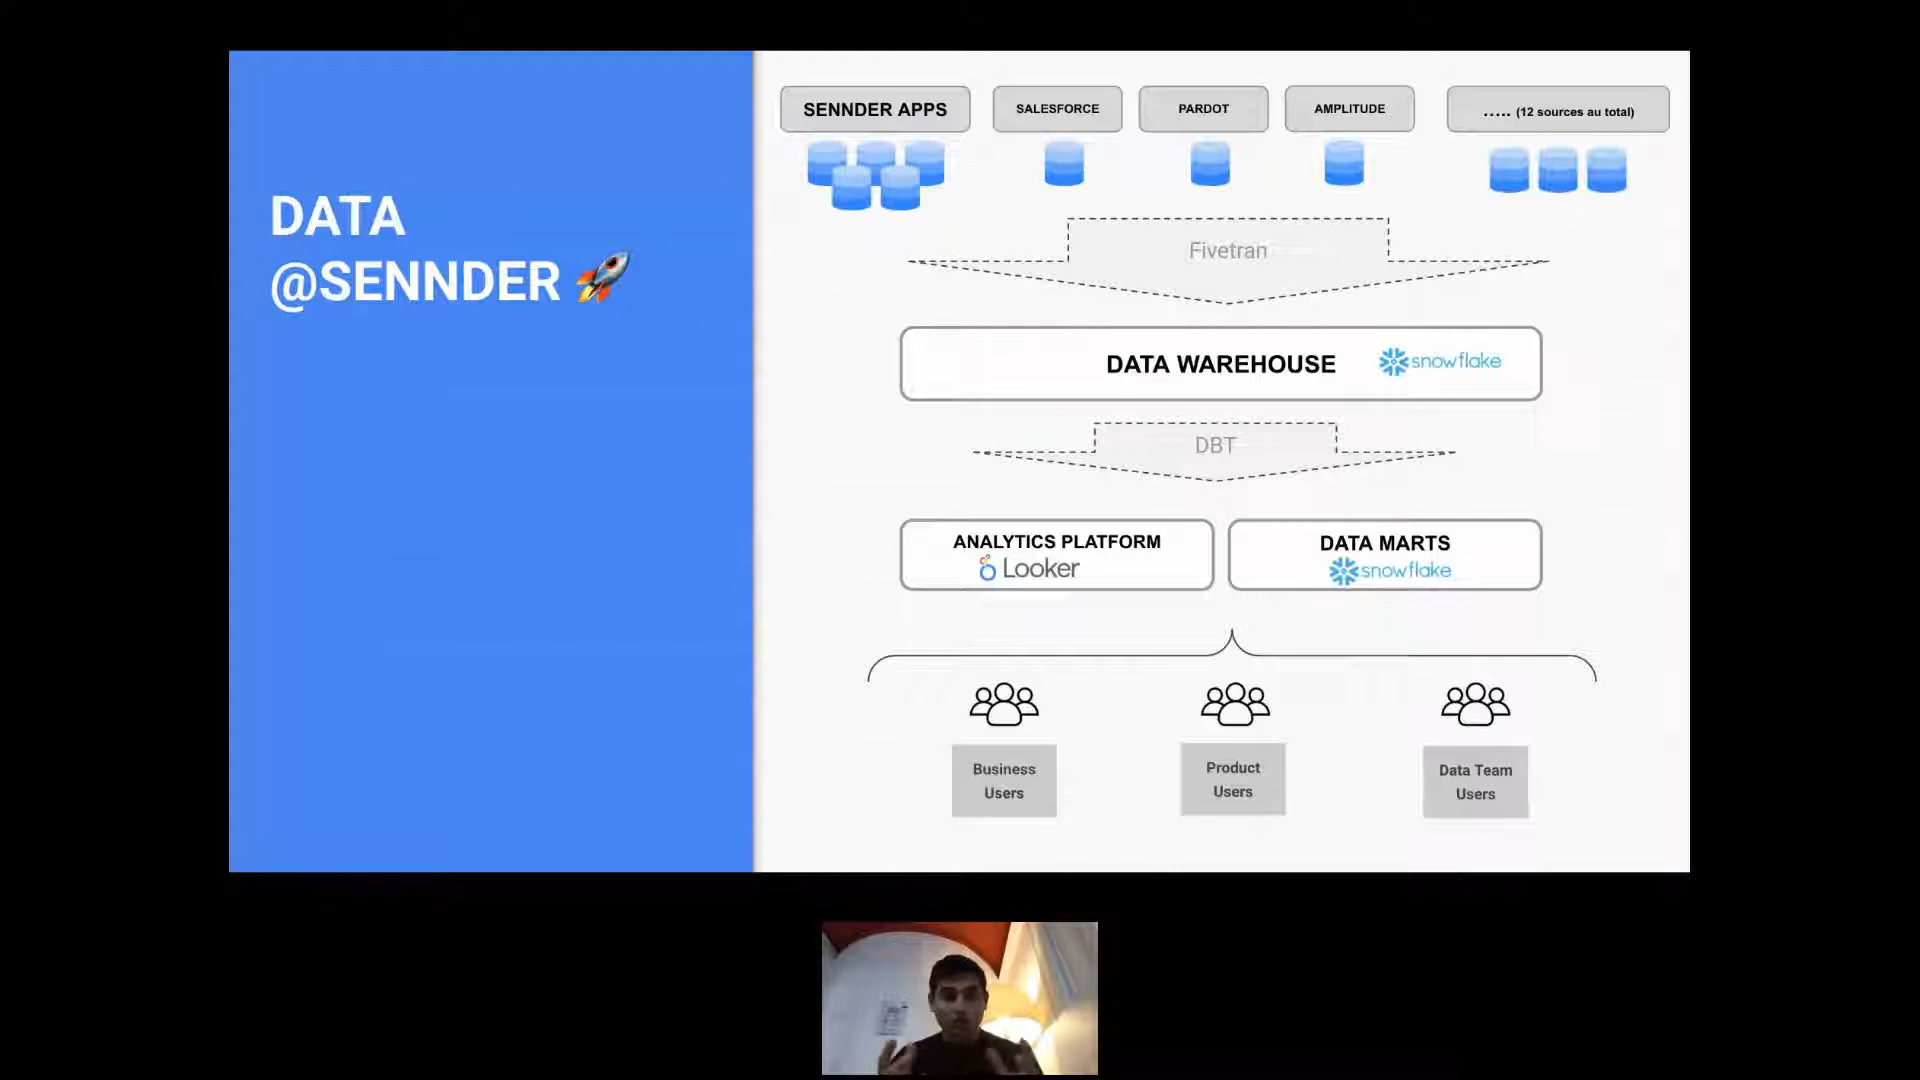 DATA
@SENNDER 🚀
SENNDER APPS
SALESFORCE
PARDOT
AMPLITUDE
..... (12 sources au total)
Fivetran
DATA WAREHOUSE
snowflake
DBT
ANALYTICS PLATFORM
Looker
DATA MARTS
snowflake
Business
Users
Product
Users
Data Team
Users